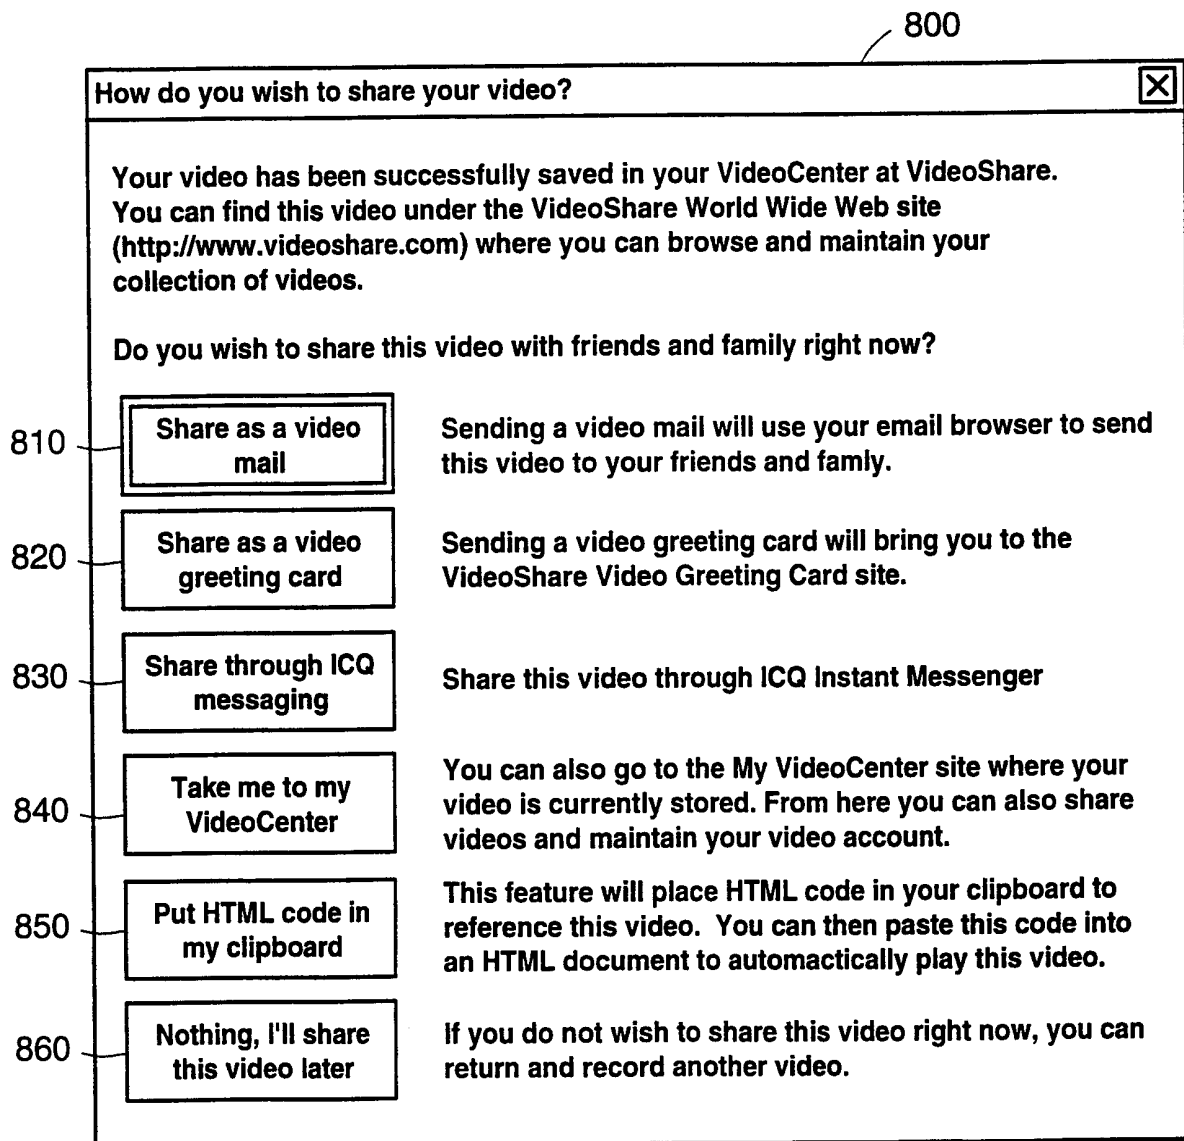 800
How do you wish to share your video?
Your video has been successfully saved in your VideoCenter at VideoShare.
You can find this video under the VideoShare World Wide Web site
(http://www.videoshare.com) where you can browse and maintain your
collection of videos.
Do you wish to share this video with friends and family right now?
810
Share as a video
mail
Sending a video mail will use your email browser to send
this video to your friends and famly.
820
Share as a video
greeting card
Sending a video greeting card will bring you to the
VideoShare Video Greeting Card site.
830
Share through ICQ
messaging
Share this video through ICQ Instant Messenger
840
Take me to my
VideoCenter
You can also go to the My VideoCenter site where your
video is currently stored. From here you can also share
videos and maintain your video account.
850
Put HTML code in
my clipboard
This feature will place HTML code in your clipboard to
reference this video.  You can then paste this code into
an HTML document to automactically play this video.
860
Nothing, I'll share
this video later
If you do not wish to share this video right now, you can
return and record another video.